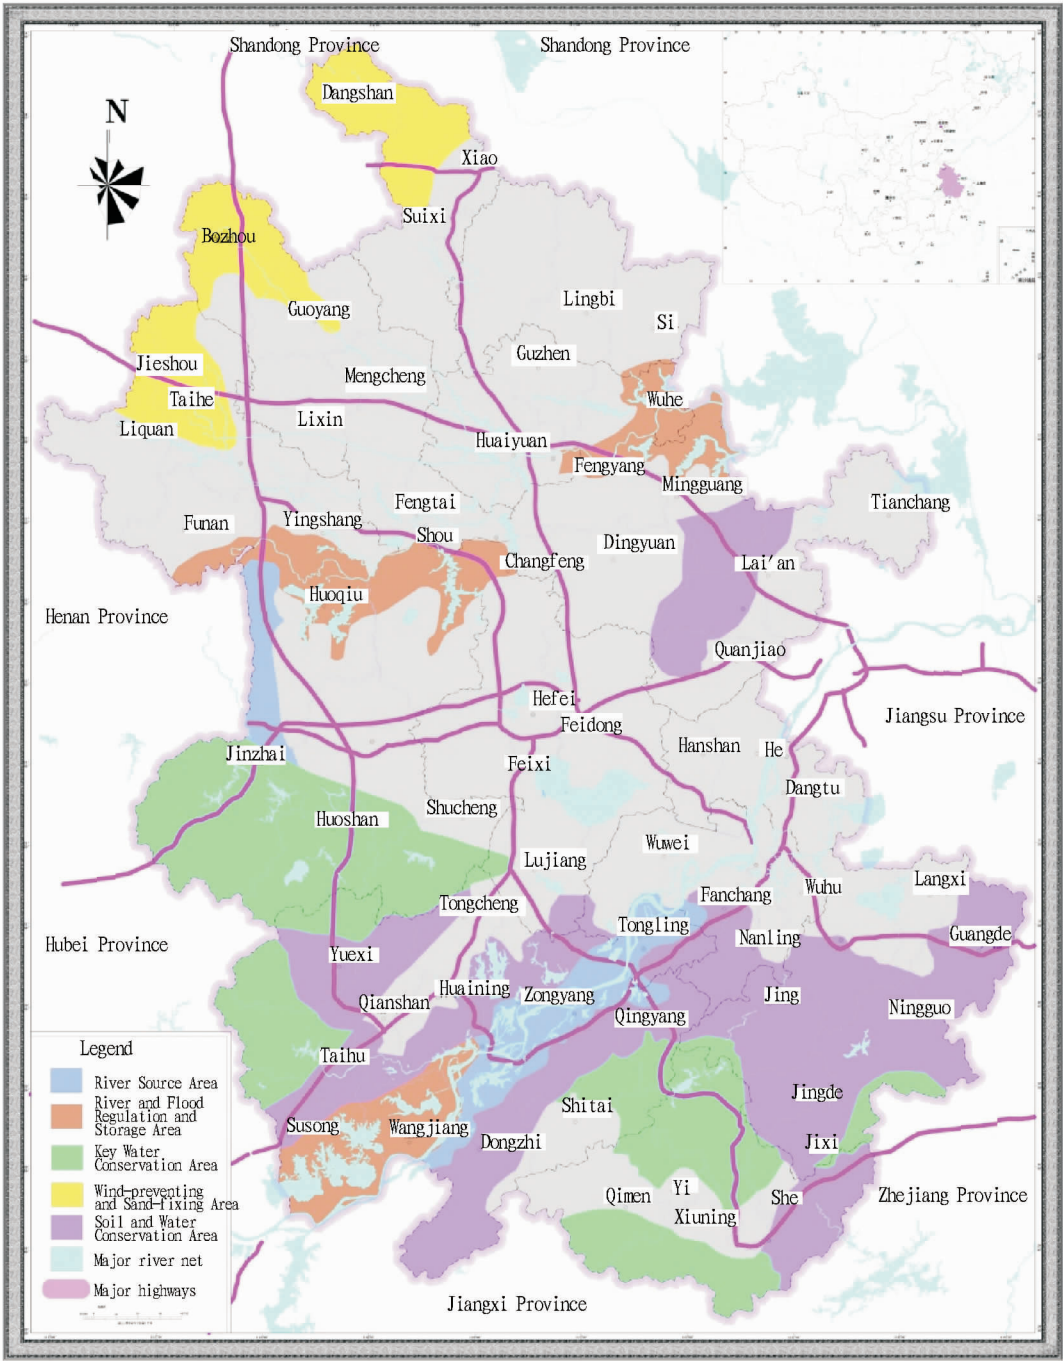 Shandong Province
Shandong Province
Dangshan
N
Xiao
Suixi
Bozhou
Lingbi
Guoyang
Si
Guzhen
Jieshou
Mengcheng
Taihe
Wuhe
Lixin
Liquan
Huaiyuan
Fengyang
Mingguang
Fengtai
Tianchang
Funan
Yingshang
Shou
Dingyuan
Changfeng
Lai'an
Huoqiu
Henan Province
Quanjiao
Hefei
Jiangsu Province
Feidong
Hanshan
He
Jinzhai
Feixi
Dangtu
Shucheng
Huoshan
Wuwei
Lujiang
Langxi
Wuhu
Fanchang
Tongcheng
Tongling
Guangde
Nanling
Hubei Province
Yuexi
Huaining
Zongyang
Jing
Qianshan
Ningguo
Qingyang
Taihu
Jingde
Shitai
Susong
Wangjiang
Dongzhi
Jixi
Yi
Qimen
She
Zhejiang Province
Xiuning
Jiangxi Province
Legend
River Source Area
River and Flood
Regulation and
Storage Area
Key Water
Conservation Area
Wind-preventing
and Sand-fixing Area
Soil and Water
Conservation Area
Major river net
Major highways